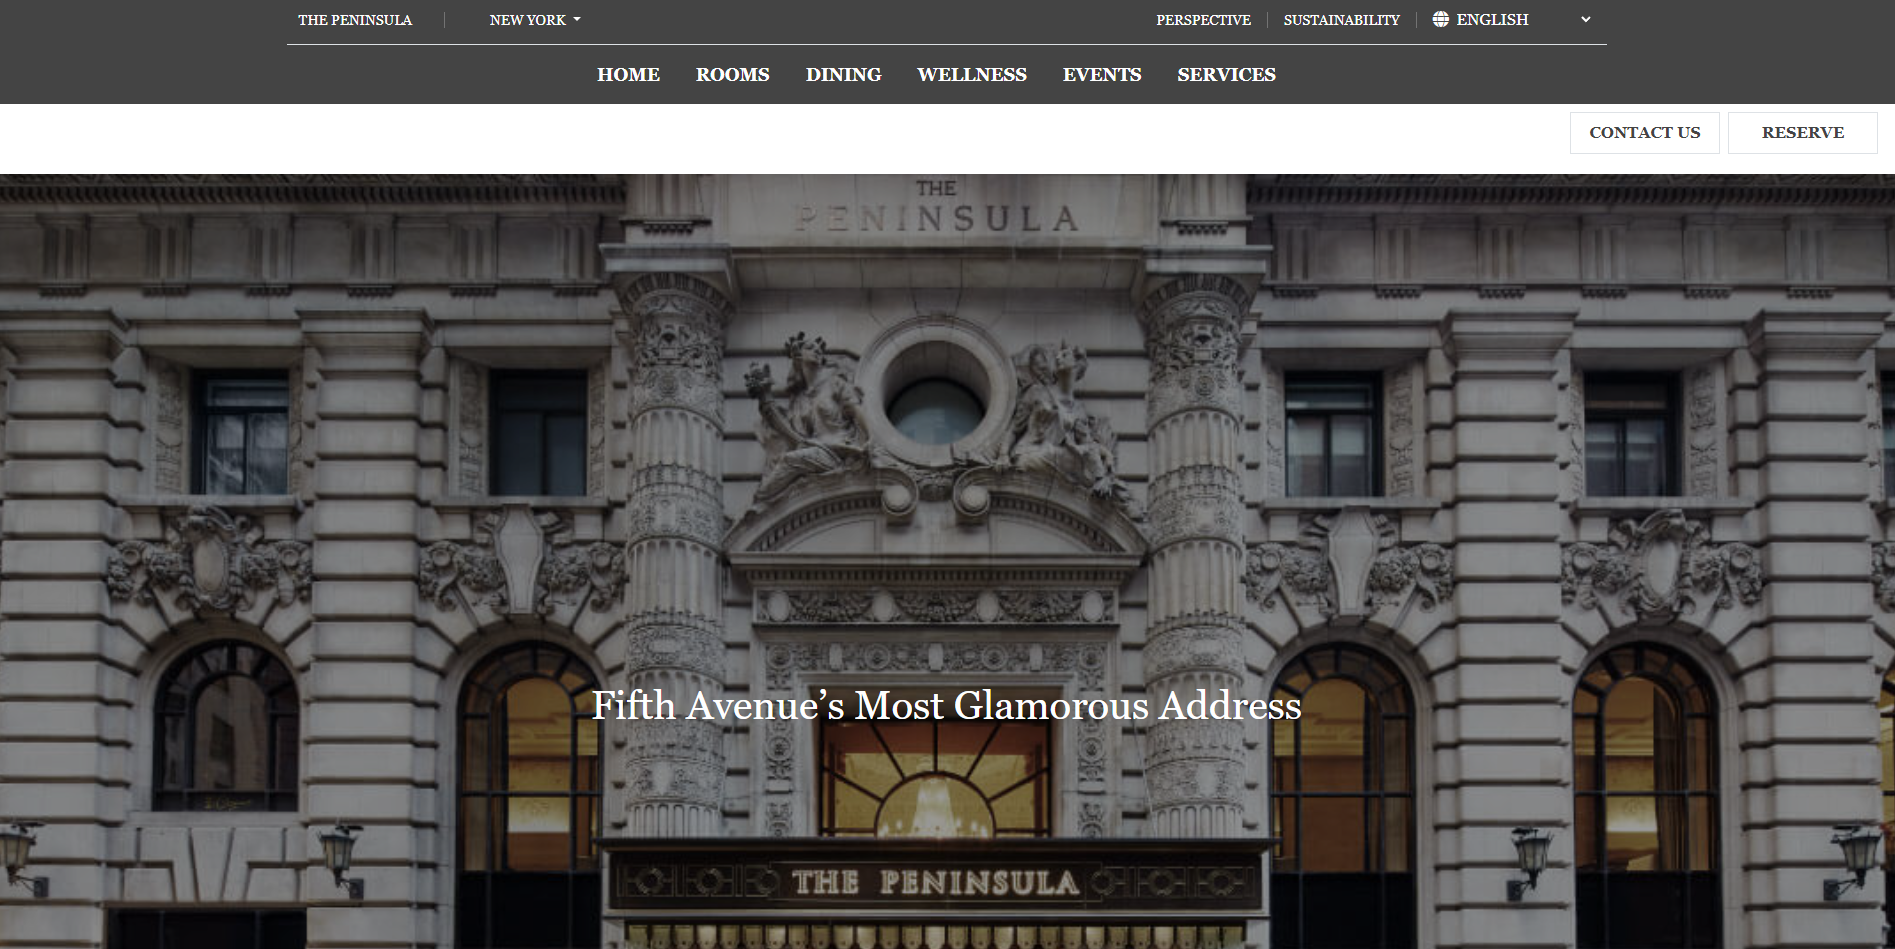 THE PENINSULA
NEW YORK
PERSPECTIVE
SUSTAINABILITY
ENGLISH
HOME ROOMS DINING WELLNESS EVENTS SERVICES
CONTACT US
RESERVE
THE
PENINSULA
Fifth Avenue’s Most Glamorous Address
THE PENINSULA